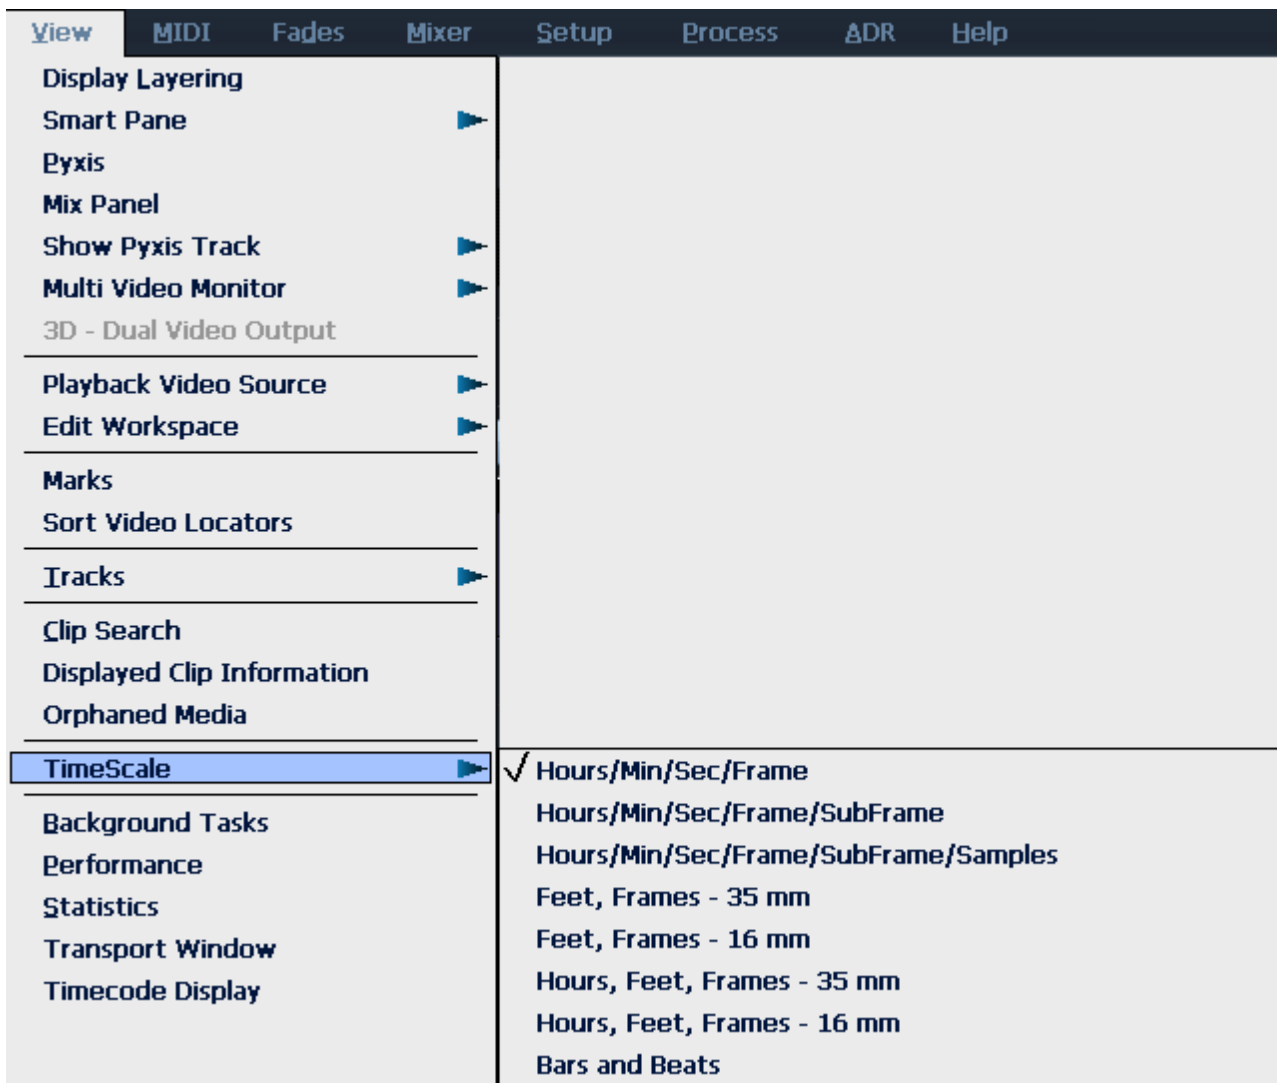 View MIDI Fades Mixer Setup Process ADR Help
Display Layering
Smart Pane
Pyxis
Mix Panel
Show Pyxis Track
Multi Video Monitor
3D - Dual Video Output
Playback Video Source
Edit Workspace
Marks
Sort Video Locators
Tracks
Clip Search
Displayed Clip Information
Orphaned Media
TimeScale
Background Tasks
Performance
Statistics
Transport Window
Timecode Display
Hours/Min/Sec/Frame
Hours/Min/Sec/Frame/SubFrame
Hours/Min/Sec/Frame/SubFrame/Samples
Feet, Frames - 35 mm
Feet, Frames - 16 mm
Hours, Feet, Frames - 35 mm
Hours, Feet, Frames - 16 mm
Bars and Beats